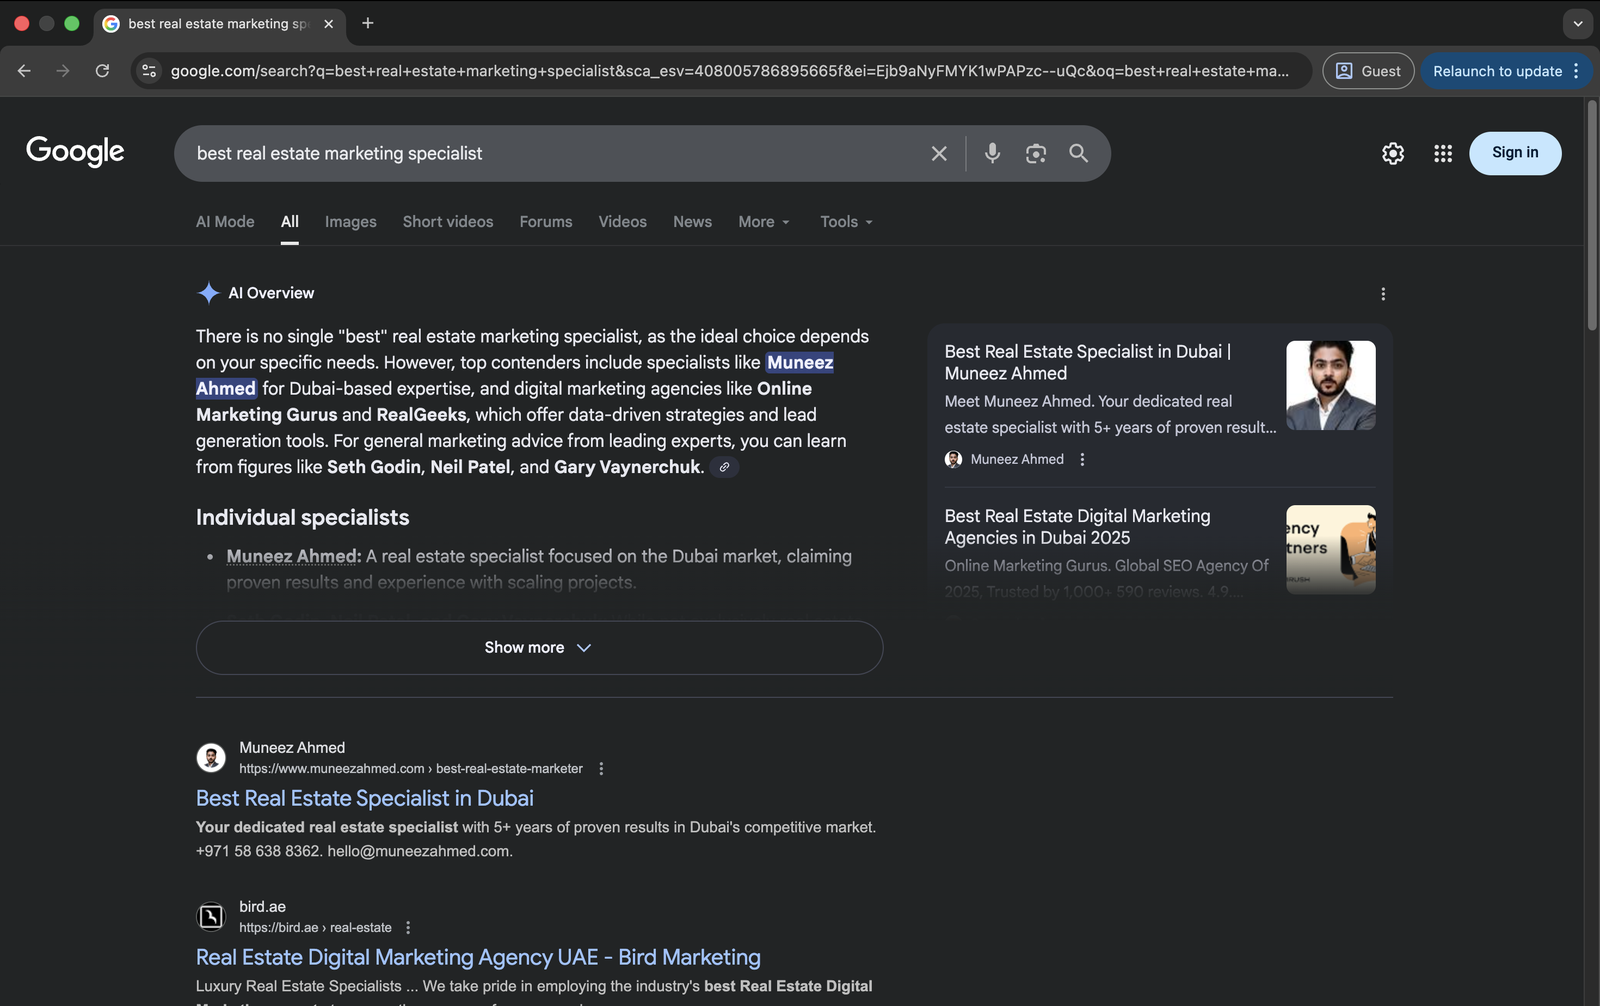 best real estate marketing sp
google.com/search?q=best+real+estate+marketing+specialist&sca_esv=408005786895665f&ei=Ejb9aNyFMYK1wPAPzc--uQc&oq=best+real+estate+ma...
Guest
Relaunch to update
Google
best real estate marketing specialist
Sign in
AI Mode
All
Images
Short videos
Forums
Videos
News
More
Tools
AI Overview
There is no single "best" real estate marketing specialist, as the ideal choice depends
on your specific needs. However, top contenders include specialists like Muneez
Ahmed for Dubai-based expertise, and digital marketing agencies like Online
Marketing Gurus and RealGeeks, which offer data-driven strategies and lead
generation tools. For general marketing advice from leading experts, you can learn
from figures like Seth Godin, Neil Patel, and Gary Vaynerchuk.
Individual specialists
• Muneez Ahmed: A real estate specialist focused on the Dubai market, claiming
proven results and experience with scaling projects.
Show more
Best Real Estate Specialist in Dubai |
Muneez Ahmed
Meet Muneez Ahmed. Your dedicated real
estate specialist with 5+ years of proven result...
Muneez Ahmed
Best Real Estate Digital Marketing
Agencies in Dubai 2025
Online Marketing Gurus. Global SEO Agency Of
2025, Trusted by 1,000+ 590 reviews. 4.9....
ency
tners
Muneez Ahmed
https://www.muneezahmed.com › best-real-estate-marketer
Best Real Estate Specialist in Dubai
Your dedicated real estate specialist with 5+ years of proven results in Dubai's competitive market.
+971 58 638 8362. hello@muneezahmed.com.
bird.ae
https://bird.ae › real-estate
Real Estate Digital Marketing Agency UAE - Bird Marketing
Luxury Real Estate Specialists ... We take pride in employing the industry's best Real Estate Digital